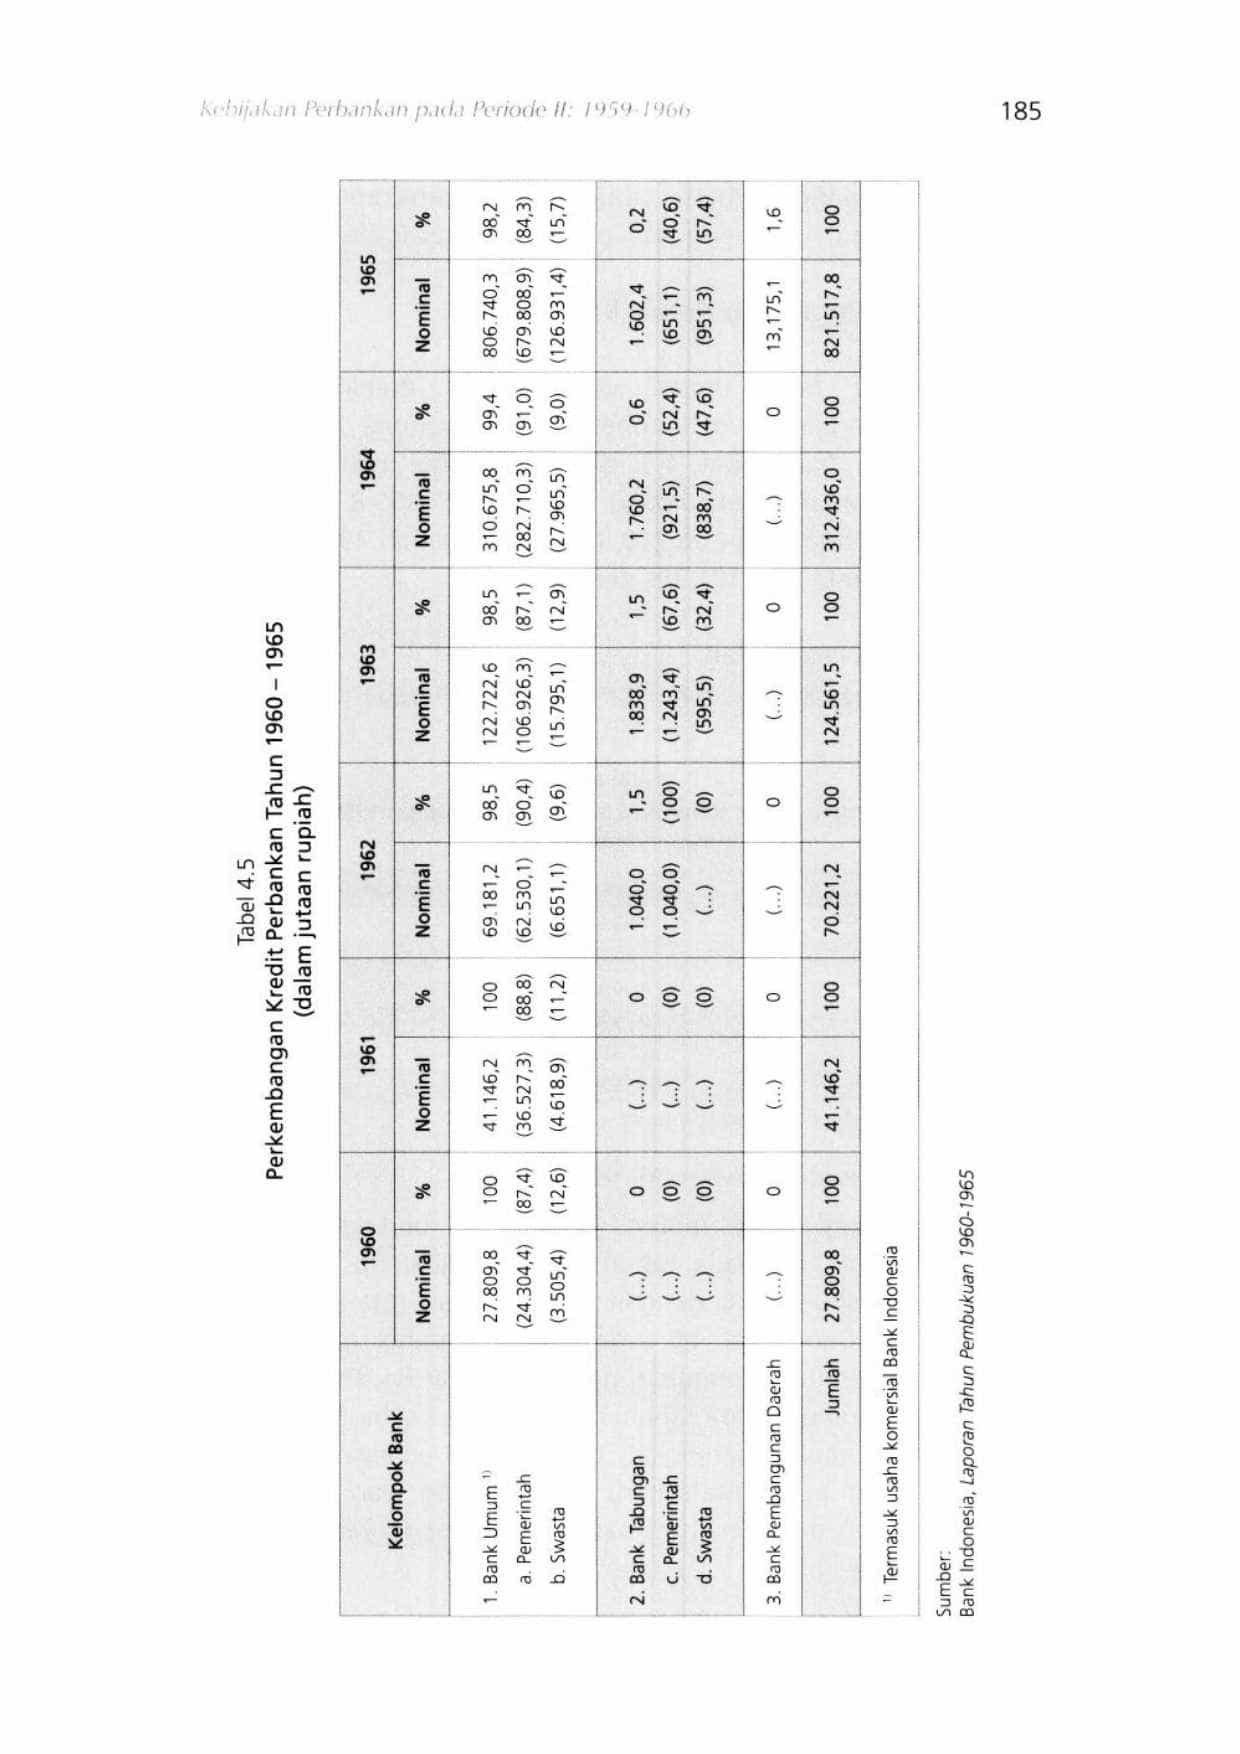 Kebijakan Perbankan pada Periode II: 1959-1966 185
Tabel 4.5
Perkembangan Kredit Perbankan Tahun 1960 – 1965
(dalam jutaan rupiah)
Kelompok Bank 1960 1961 1962 1963 1964 1965
Nominal % Nominal % Nominal % Nominal % Nominal % Nominal %
1. Bank Umum 1) 27.809,8 100 41.146,2 100 69.181,2 98,5 122.722,6 98,5 310.675,8 99,4 806.740,3 98,2
a. Pemerintah (24.304,4) (87,4) (36.527,3) (88,8) (62.530,1) (90,4) (106.926,3) (87,1) (282.710,3) (91,0) (679.808,9) (84,3)
b. Swasta (3.505,4) (12,6) (4.618,9) (11,2) (6.651,1) (9,6) (15.795,1) (12,9) (27.965,5) (9,0) (126.931,4) (15,7)
2. Bank Tabungan (...) 0 (...) 0 1.040,0 1,5 1.838,9 1,5 1.760,2 0,6 1.602,4 0,2
c. Pemerintah (...) (0) (...) (0) (1.040,0) (100) (1.243,4) (67,6) (921,5) (52,4) (651,1) (40,6)
d. Swasta (...) (0) (...) (0) (...) (0) (595,5) (32,4) (838,7) (47,6) (951,3) (57,4)
3. Bank Pembangunan Daerah (...) 0 (...) 0 (...) 0 (...) 0 (...) 0 13,175,1 1,6
Jumlah 27.809,8 100 41.146,2 100 70.221,2 100 124.561,5 100 312.436,0 100 821.517,8 100
1) Termasuk usaha komersial Bank Indonesia
Sumber:
Bank Indonesia, Laporan Tahun Pembukuan 1960-1965